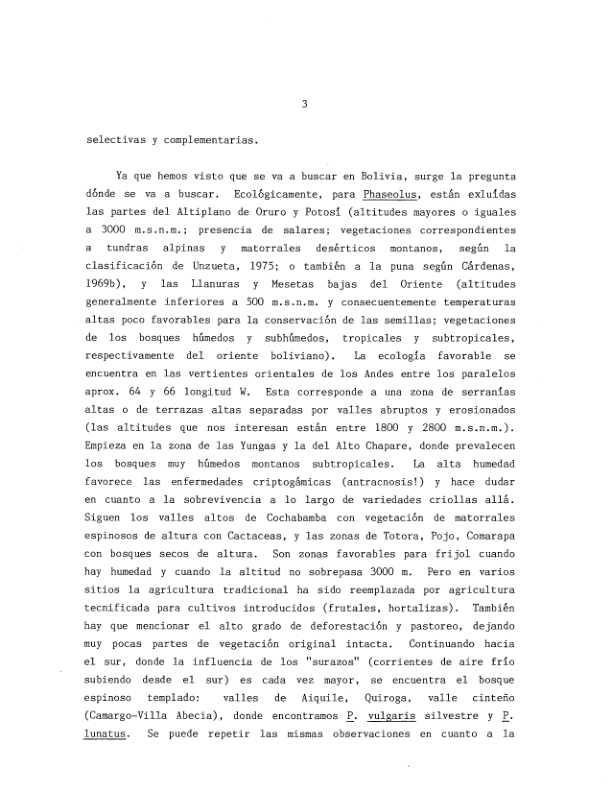 3
selectivas y complementarias.
Ya que hemos visto que se va a buscar en Bolivia, surge la pregunta
dónde se va a buscar. Ecológicamente, para Phaseolus, están exluídas
las partes del Altiplano de Oruro y Potosí (altitudes mayores o iguales
a 3000 m.s.n.m.; presencia de salares; vegetaciones correspondientes
a tundras alpinas y matorrales desérticos montanos, según la
clasificación de Unzueta, 1975; o también a la puna según Cárdenas,
1969b), y las Llanuras y Mesetas bajas del Oriente (altitudes
generalmente inferiores a 500 m.s.n.m. y consecuentemente temperaturas
altas poco favorables para la conservación de las semillas; vegetaciones
de los bosques húmedos y subhúmedos, tropicales y subtropicales,
respectivamente del oriente boliviano). La ecología favorable se
encuentra en las vertientes orientales de los Andes entre los paralelos
aprox. 64 y 66 longitud W. Esta corresponde a una zona de serranías
altas o de terrazas altas separadas por valles abruptos y erosionados
(las altitudes que nos interesan están entre 1800 y 2800 m.s.n.m.).
Empieza en la zona de las Yungas y la del Alto Chapare, donde prevalecen
los bosques muy húmedos montanos subtropicales. La alta humedad
favorece las enfermedades criptogámicas (antracnosis!) y hace dudar
en cuanto a la sobrevivencia a lo largo de variedades criollas allá.
Siguen los valles altos de Cochabamba con vegetación de matorrales
espinosos de altura con Cactaceas, y las zonas de Totora, Pojo, Comarapa
con bosques secos de altura. Son zonas favorables para frijol cuando
hay humedad y cuando la altitud no sobrepasa 3000 m. Pero en varios
sitios la agricultura tradicional ha sido reemplazada por agricultura
tecnificada para cultivos introducidos (frutales, hortalizas). También
hay que mencionar el alto grado de deforestación y pastoreo, dejando
muy pocas partes de vegetación original intacta. Continuando hacia
el sur, donde la influencia de los "surazos" (corrientes de aire frío
subiendo desde el sur) es cada vez mayor, se encuentra el bosque
espinoso templado: valles de Aiquile, Quiroga, valle cinteño
(Camargo-Villa Abecia), donde encontramos P. vulgaris silvestre y P.
lunatus. Se puede repetir las mismas observaciones en cuanto a la